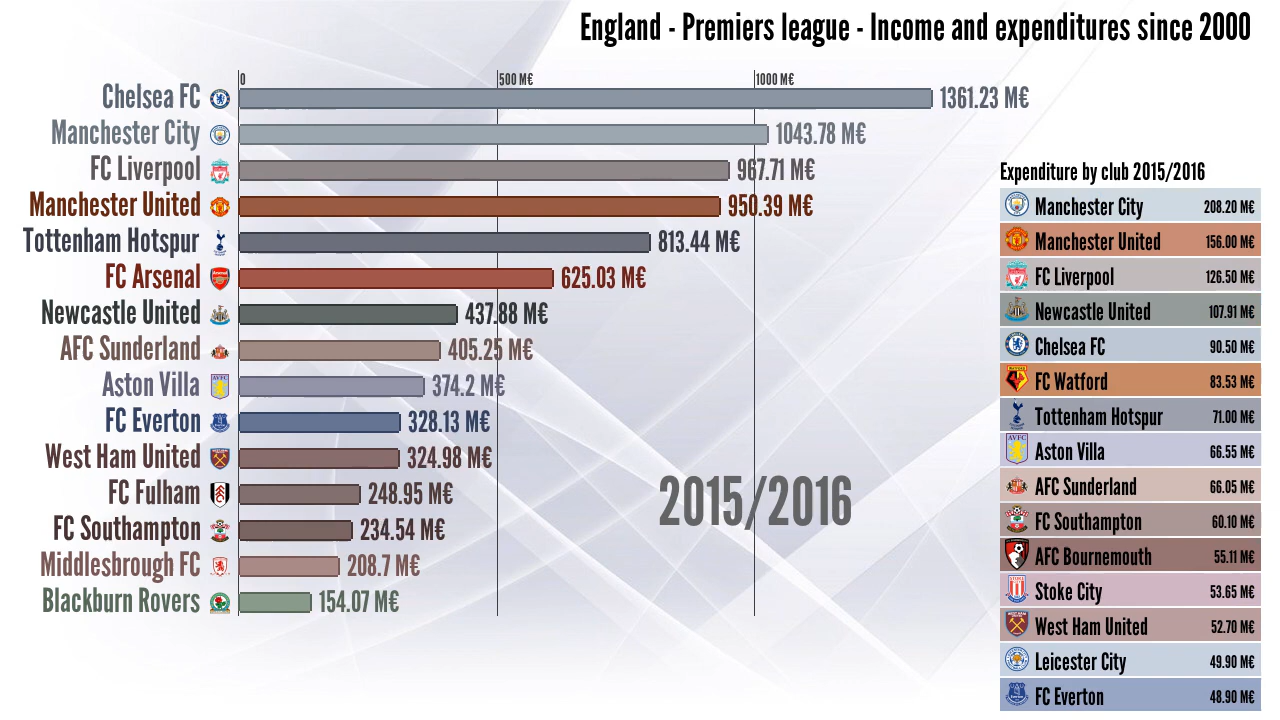 England - Premiers league - Income and expenditures since 2000
0 500 M€ 1000 M€
Chelsea FC 1361.23 M€
Manchester City 1043.78 M€
FC Liverpool 967.71 M€
Manchester United 950.39 M€
Tottenham Hotspur 813.44 M€
FC Arsenal 625.03 M€
Newcastle United 437.88 M€
AFC Sunderland 405.25 M€
Aston Villa 374.2 M€
FC Everton 328.13 M€
West Ham United 324.98 M€
FC Fulham 248.95 M€
FC Southampton 234.54 M€
Middlesbrough FC 208.7 M€
Blackburn Rovers 154.07 M€
2015/2016
Expenditure by club 2015/2016
Manchester City 208.20 M€
Manchester United 156.00 M€
FC Liverpool 126.50 M€
Newcastle United 107.91 M€
Chelsea FC 90.50 M€
FC Watford 83.53 M€
Tottenham Hotspur 71.00 M€
Aston Villa 66.55 M€
AFC Sunderland 66.05 M€
FC Southampton 60.10 M€
AFC Bournemouth 55.11 M€
Stoke City 53.65 M€
West Ham United 52.70 M€
Leicester City 49.90 M€
FC Everton 48.90 M€